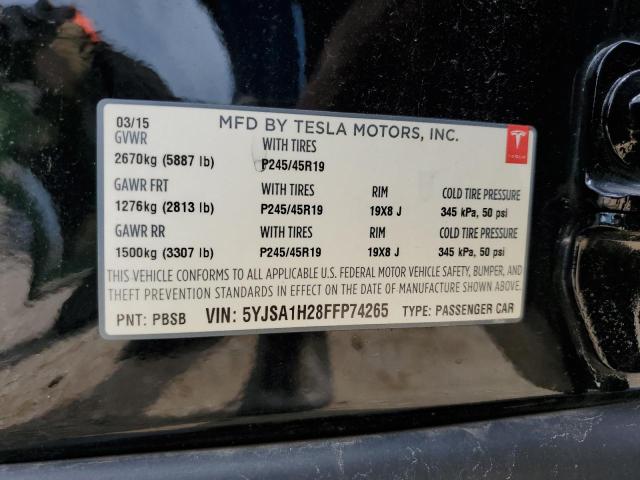 03/15 MFD BY TESLA MOTORS, INC.
GVWR WITH TIRES
2670kg (5887 lb) P245/45R19
GAWR FRT WITH TIRES RIM COLD TIRE PRESSURE
1276kg (2813 lb) P245/45R19 19X8 J 345 kPa, 50 psi
GAWR RR WITH TIRES RIM COLD TIRE PRESSURE
1500kg (3307 lb) P245/45R19 19X8 J 345 kPa, 50 psi
THIS VEHICLE CONFORMS TO ALL APPLICABLE U.S. FEDERAL MOTOR VEHICLE SAFETY, BUMPER, AND
THEFT PREVENTION STANDARDS IN EFFECT ON THE DATE OF MANUFACTURE SHOWN ABOVE.
PNT: PBSB VIN: 5YJSA1H28FFP74265 TYPE: PASSENGER CAR
TESLA